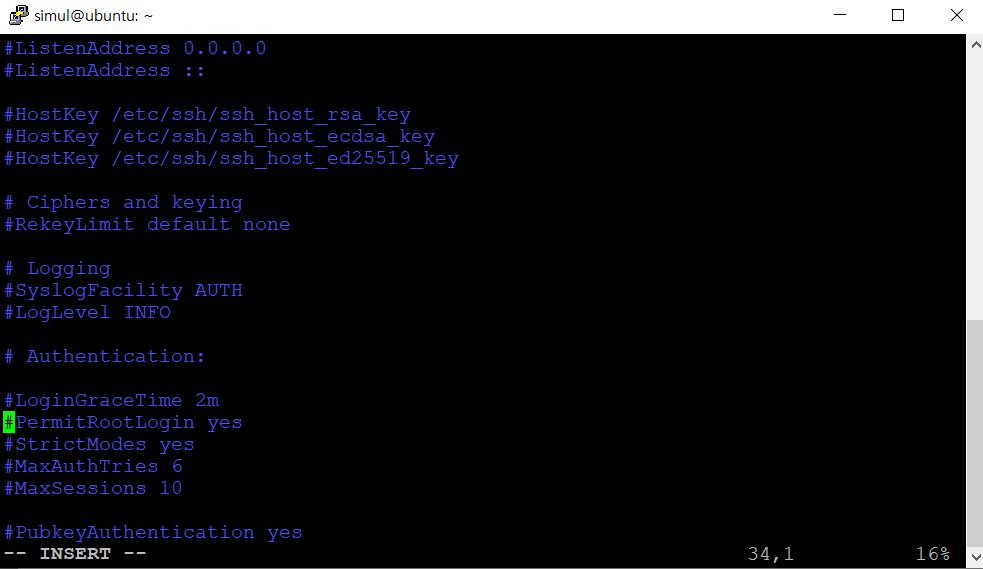 simul@ubuntu: ~
#ListenAddress 0.0.0.0
#ListenAddress ::
#HostKey /etc/ssh/ssh_host_rsa_key
#HostKey /etc/ssh/ssh_host_ecdsa_key
#HostKey /etc/ssh/ssh_host_ed25519_key
# Ciphers and keying
#RekeyLimit default none
# Logging
#SyslogFacility AUTH
#LogLevel INFO
# Authentication:
#LoginGraceTime 2m
#PermitRootLogin yes
#StrictModes yes
#MaxAuthTries 6
#MaxSessions 10
#PubkeyAuthentication yes
-- INSERT -- 34,1 16%